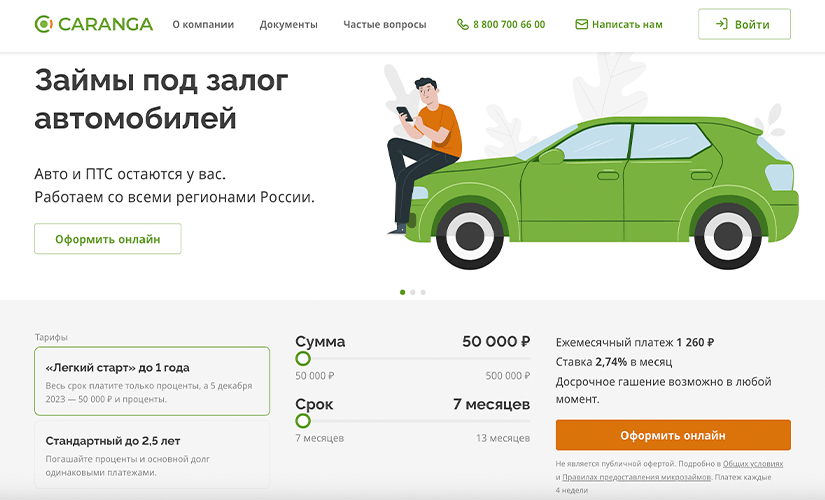 CARANGA
О компании
Документы
Частые вопросы
8 800 700 66 00
Написать нам
Войти
Займы под залог
автомобилей
Авто и ПТС остаются у вас.
Работаем со всеми регионами России.
Оформить онлайн
Тарифы
«Легкий старт» до 1 года
Весь срок платите только проценты, а 5 декабря
2023 — 50 000 ₽ и проценты.
Стандартный до 2,5 лет
Погашайте проценты и основной долг
одинаковыми платежами.
Сумма 50 000 ₽
50 000 ₽ 500 000 ₽
Срок 7 месяцев
7 месяцев 13 месяцев
Ежемесячный платеж 1 260 ₽
Ставка 2,74% в месяц
Досрочное гашение возможно в любой
момент.
Оформить онлайн
Не является публичной офертой. Подробно в Общих условиях
и Правилах предоставления микрозаймов. Платеж каждые
4 недели